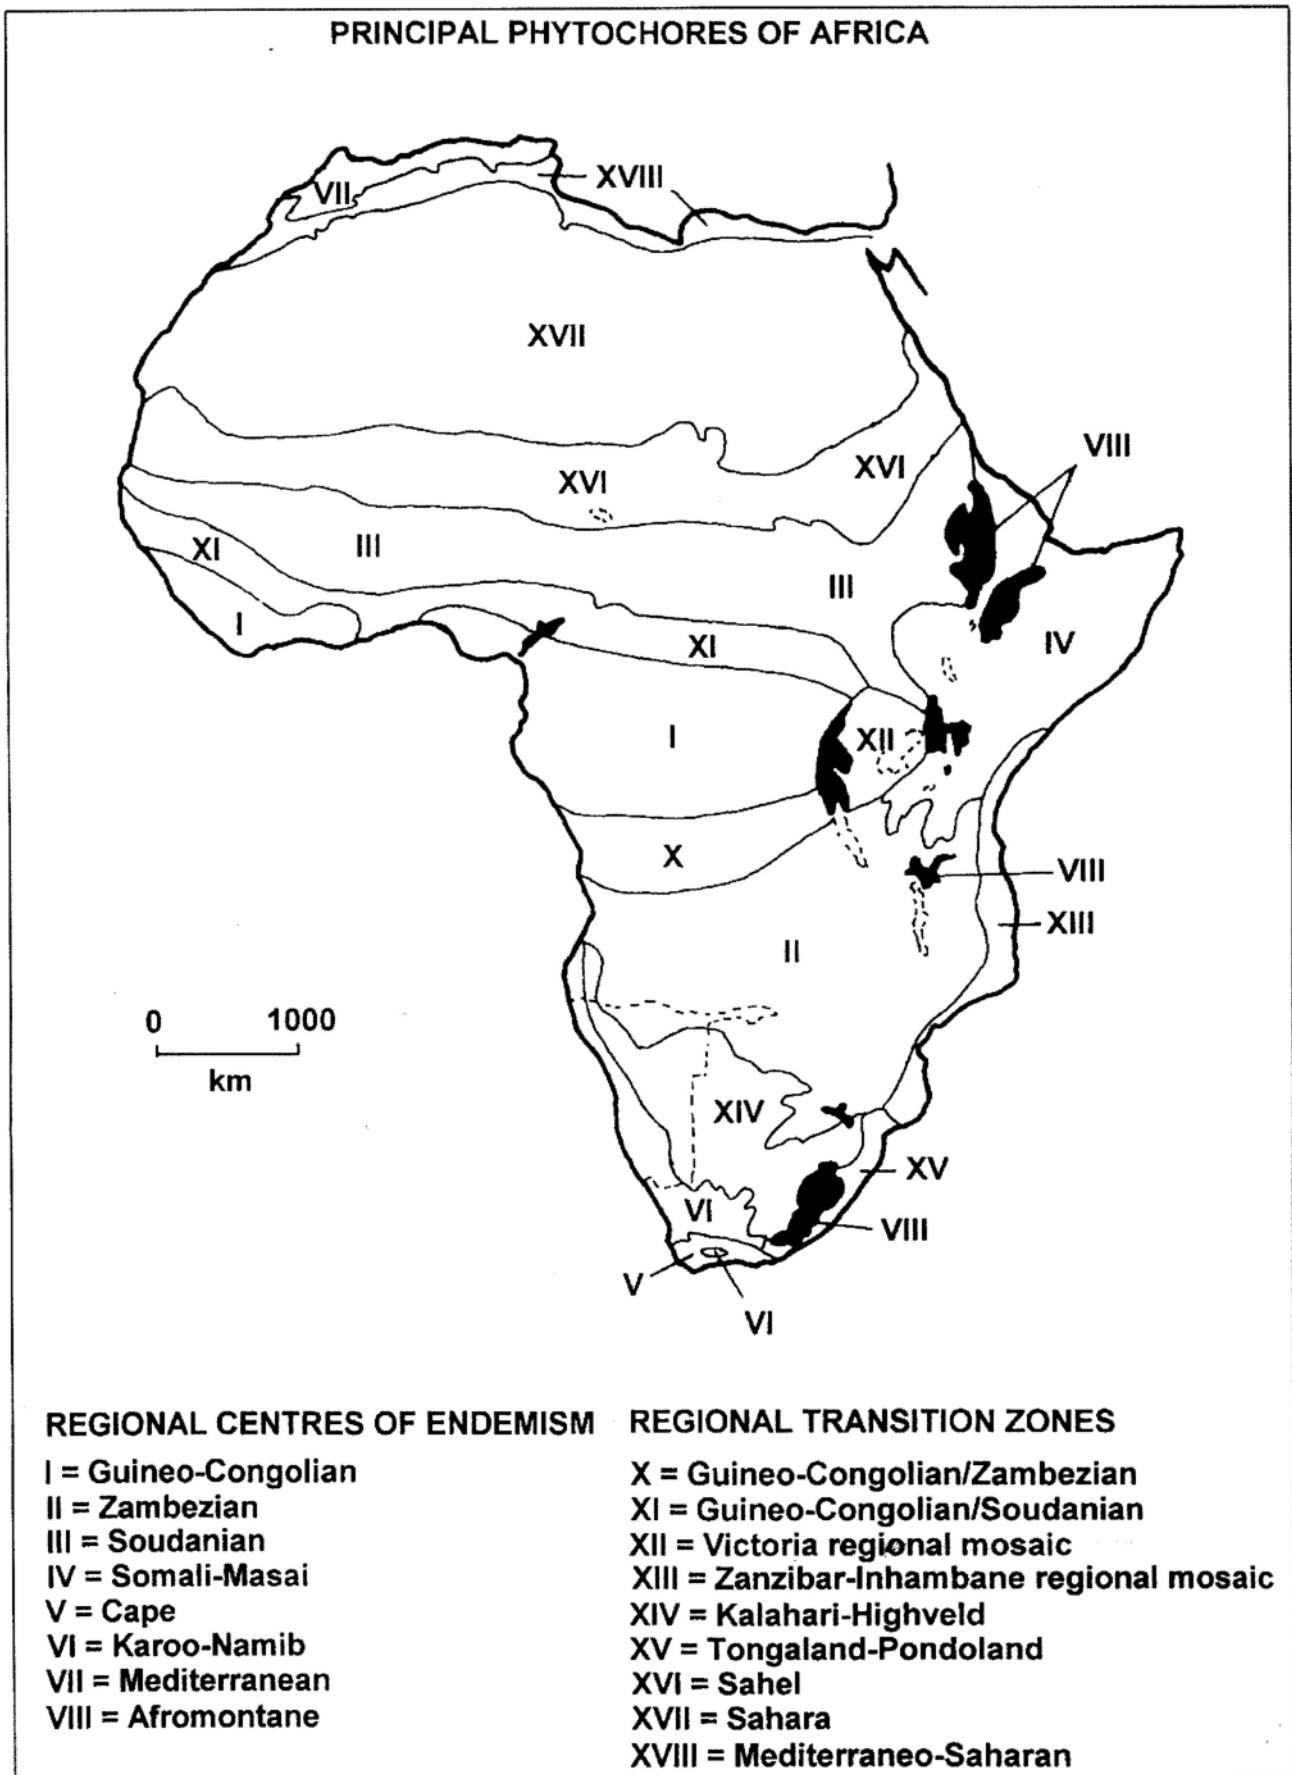 PRINCIPAL PHYTOCHORES OF AFRICA
XVIII
VII
XVII
VIII
XVI
XVI
XI
III
III
I
XI
IV
I
XII
X
VIII
XIII
II
0 1000
km
XIV
XV
VI
VIII
V
VI
REGIONAL CENTRES OF ENDEMISM
I = Guineo-Congolian
II = Zambezian
III = Soudanian
IV = Somali-Masai
V = Cape
VI = Karoo-Namib
VII = Mediterranean
VIII = Afromontane
REGIONAL TRANSITION ZONES
X = Guineo-Congolian/Zambezian
XI = Guineo-Congolian/Soudanian
XII = Victoria regional mosaic
XIII = Zanzibar-Inhambane regional mosaic
XIV = Kalahari-Highveld
XV = Tongaland-Pondoland
XVI = Sahel
XVII = Sahara
XVIII = Mediterraneo-Saharan